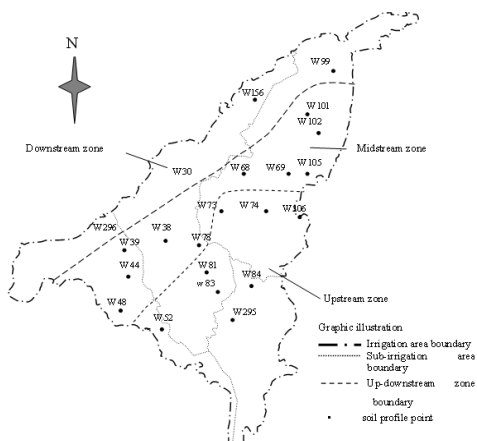 N
W99
W156
W101
W102
Downstream zone
Midstream zone
W30
W68
W69
W105
W73
W74
W106
W296
W38
W39
W78
W44
W81
W84
w 83
Upstream zone
W48
W52
W295
Graphic illustration
Irrigation area boundary
Sub-irrigation area
boundary
Up-downstream zone
boundary
soil profile point